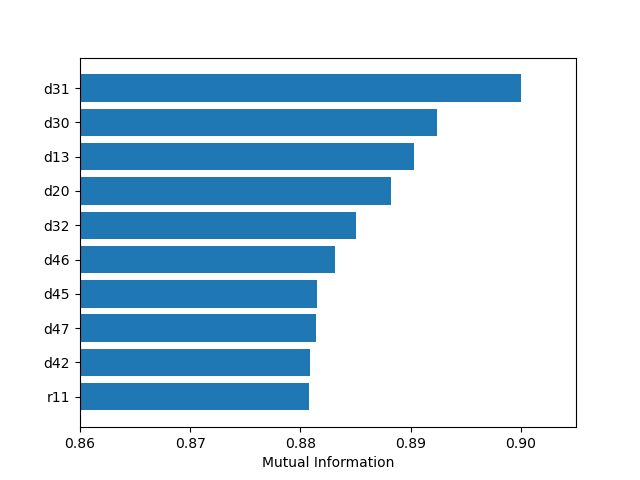 d31
d30
d13
d20
d32
d46
d45
d47
d42
r11
0.86 0.87 0.88 0.89 0.90
Mutual Information